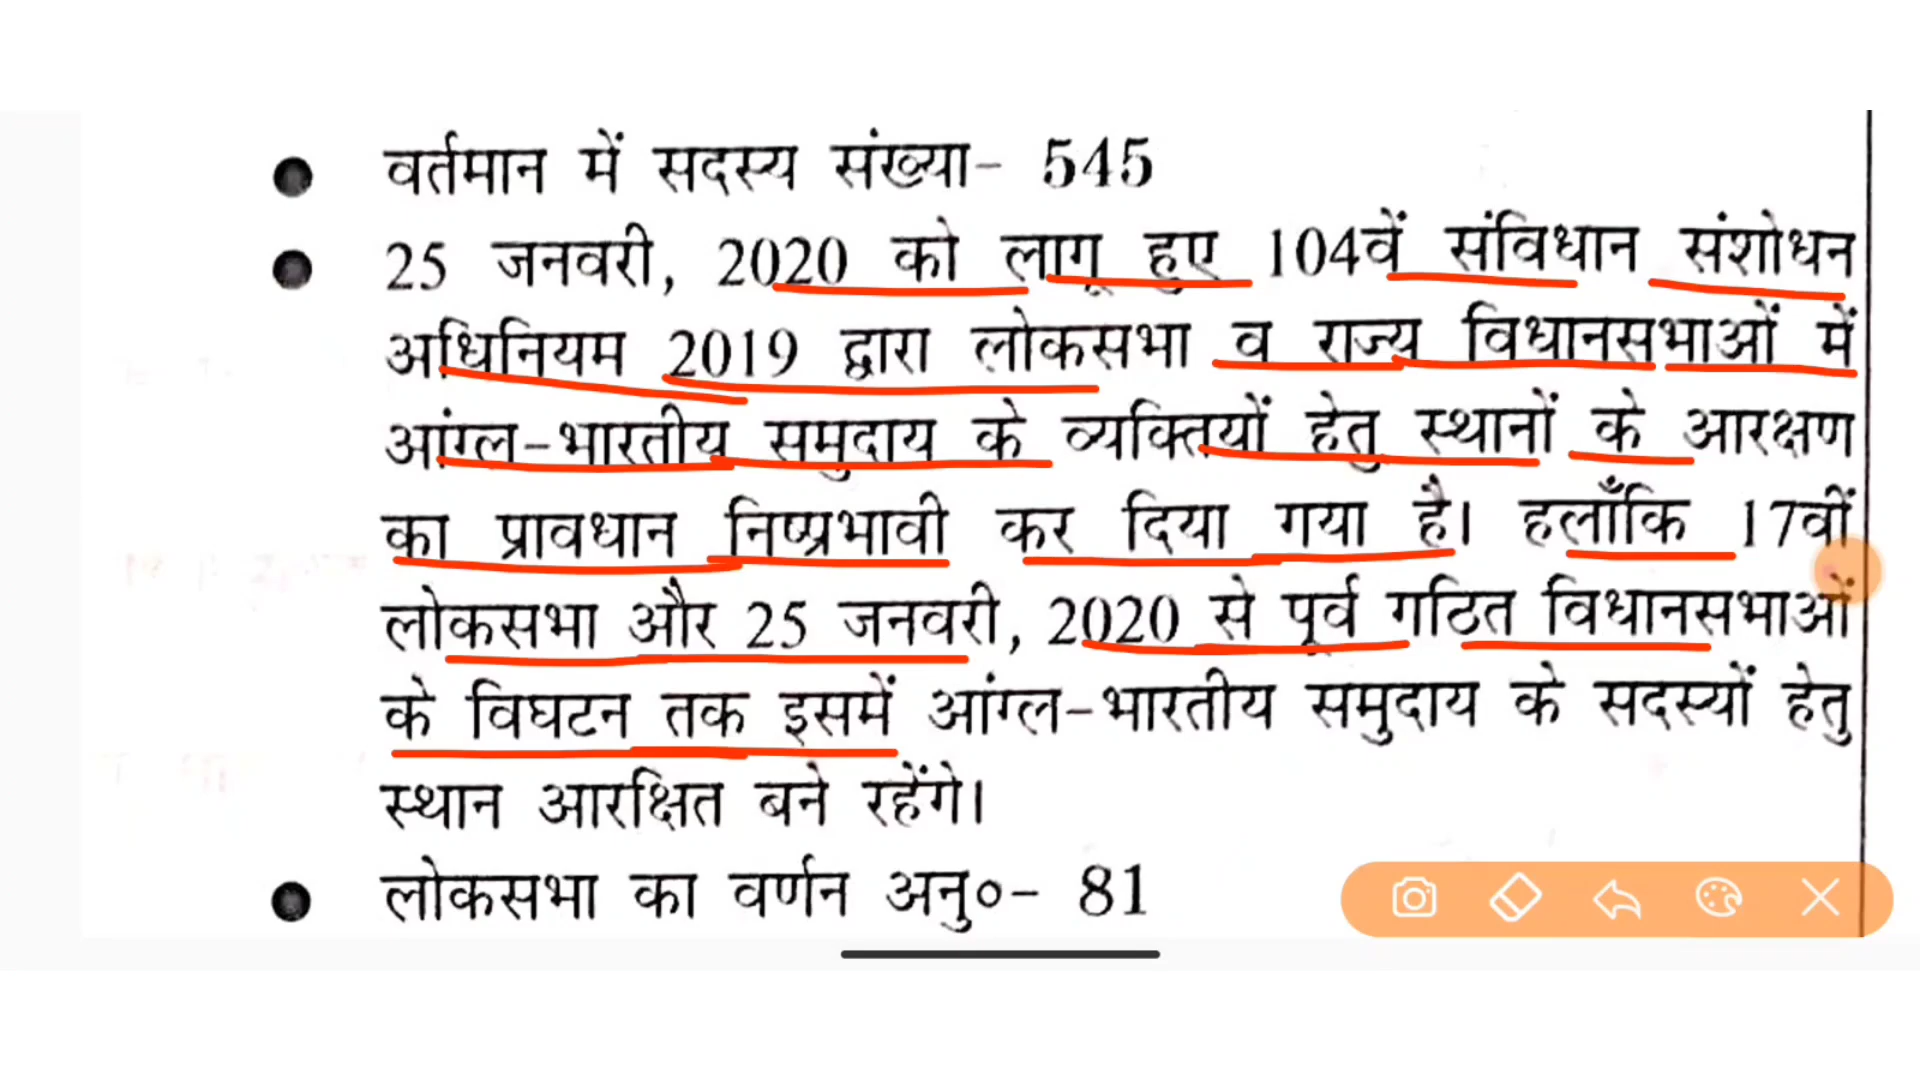 ● वर्तमान में सदस्य संख्या- 545
● 25 जनवरी, 2020 को लागू हुए 104वें संविधान संशोधन
अधिनियम 2019 द्वारा लोकसभा व राज्य विधानसभाओं में
आंग्ल-भारतीय समुदाय के व्यक्तियों हेतु स्थानों के आरक्षण
का प्रावधान निष्प्रभावी कर दिया गया है। हलाँकि 17वीं
लोकसभा और 25 जनवरी, 2020 से पूर्व गठित विधानसभाओं
के विघटन तक इसमें आंग्ल-भारतीय समुदाय के सदस्यों हेतु
स्थान आरक्षित बने रहेंगे।
● लोकसभा का वर्णन अनु०- 81